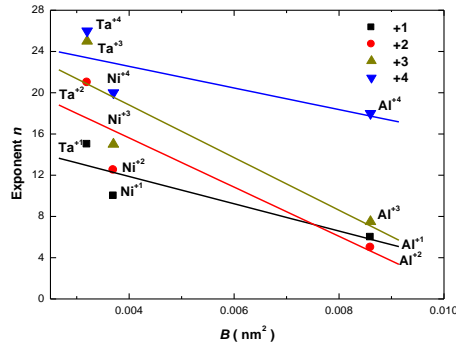 28
24
20
16
12
8
4
0
Exponent n
0.004
0.006
0.008
0.010
B ( nm²)
+1
+2
+3
+4
Ta⁺⁴
Ta⁺³
Ni⁺⁴
Ta⁺²
Ni⁺³
Ta⁺¹
Ni⁺²
Ni⁺¹
Al⁺⁴
Al⁺³
Al⁺¹
Al⁺²